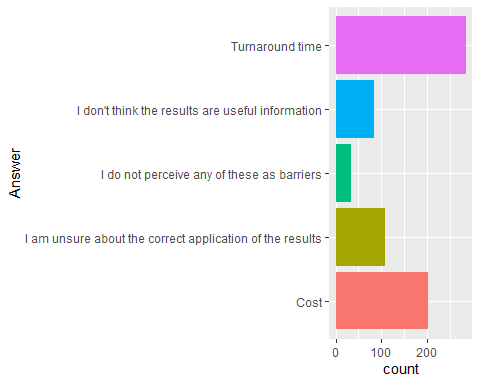 Turnaround time
I don't think the results are useful information
I do not perceive any of these as barriers
I am unsure about the correct application of the results
Cost
Answer
0 100 200
count